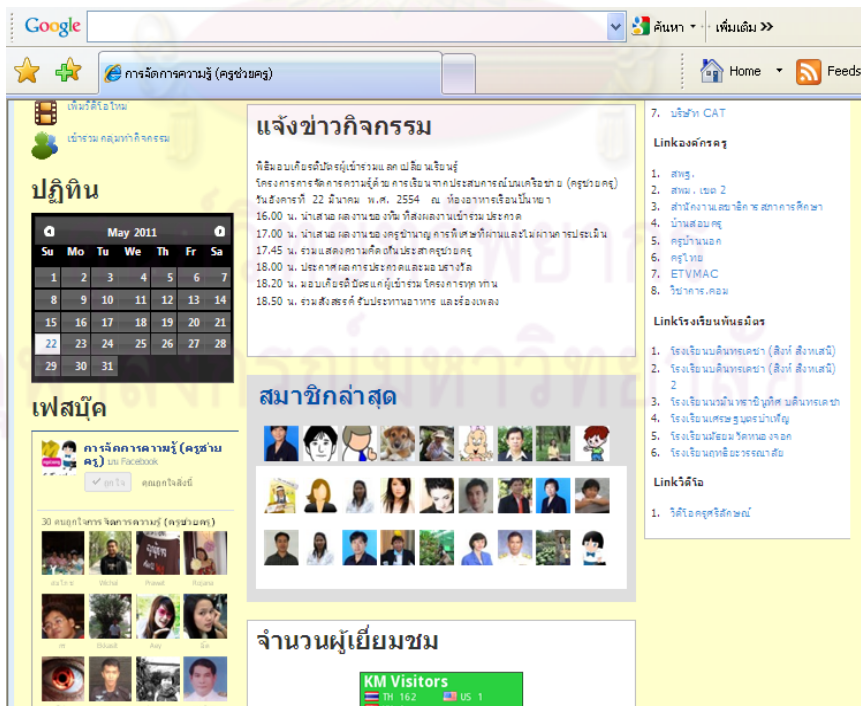 Google
ค้นหา
เพิ่มเติม >>
การจัดการความรู้ (ครูช่วยครู)
Home
Feeds
เพิ่มวิดีโอใหม่
เข้าร่วมกลุ่มทำกิจกรรม
ปฏิทิน
May 2011
Su Mo Tu We Th Fr Sa
1 2 3 4 5 6 7
8 9 10 11 12 13 14
15 16 17 18 19 20 21
22 23 24 25 26 27 28
29 30 31
เฟสบุ๊ค
การจัดการความรู้ (ครูช่วยครู) บน Facebook
ถูกใจ
คุณถูกใจสิ่งนี้
30 คนถูกใจการจัดการความรู้ (ครูช่วยครู)
แจ้งข่าวกิจกรรม
พิธีมอบเกียรติบัตรผู้เข้าร่วมแลกเปลี่ยนเรียนรู้
โครงการการจัดการความรู้ด้วยการเรียนจากประสบการณ์บนเครือข่าย (ครูช่วยครู)
วันอังคารที่ 22 มีนาคม พ.ศ. 2554 ณ ห้องอาหารเรือนปั้นหยา
16.00 น. นำเสนอผลงานของทีมที่ส่งผลงานเข้าร่วมประกวด
17.00 น. นำเสนอผลงานของครูชำนาญการพิเศษที่ผ่านและไม่ผ่านการประเมิน
17.45 น. ร่วมแสดงความคิดเห็นประสาครูช่วยครู
18.00 น. ประกาศผลการประกวดและมอบรางวัล
18.20 น. มอบเกียรติบัตรแก่ผู้เข้าร่วมโครงการทุกท่าน
18.50 น. ร่วมสังสรรค์ รับประทานอาหาร และร้องเพลง
สมาชิกล่าสุด
จำนวนผู้เยี่ยมชม
KM Visitors
TH 162 US 1
7. บริษัท CAT
Linkองค์กรครู
1. สพฐ.
2. สพม. เขต 2
3. สำนักงานเลขาธิการสภาการศึกษา
4. บ้านสอบครู
5. ครูบ้านนอก
6. ครูไทย
7. ETVMAC
8. วิชาการ.คอม
Linkโรงเรียนพันธมิตร
1. โรงเรียนบดินทรเดชา (สิงห์ สิงหเสนี)
2. โรงเรียนบดินทรเดชา (สิงห์ สิงหเสนี)
2
3. โรงเรียนนวมินทราชินูทิศ บดินทรเดชา
4. โรงเรียนเศรษฐบุตรบำเพ็ญ
5. โรงเรียนมัธยมวัดหนองจอก
6. โรงเรียนฤทธิยะวรรณาลัย
Linkวิดีโอ
1. วิดีโอครูศรีลักษณ์